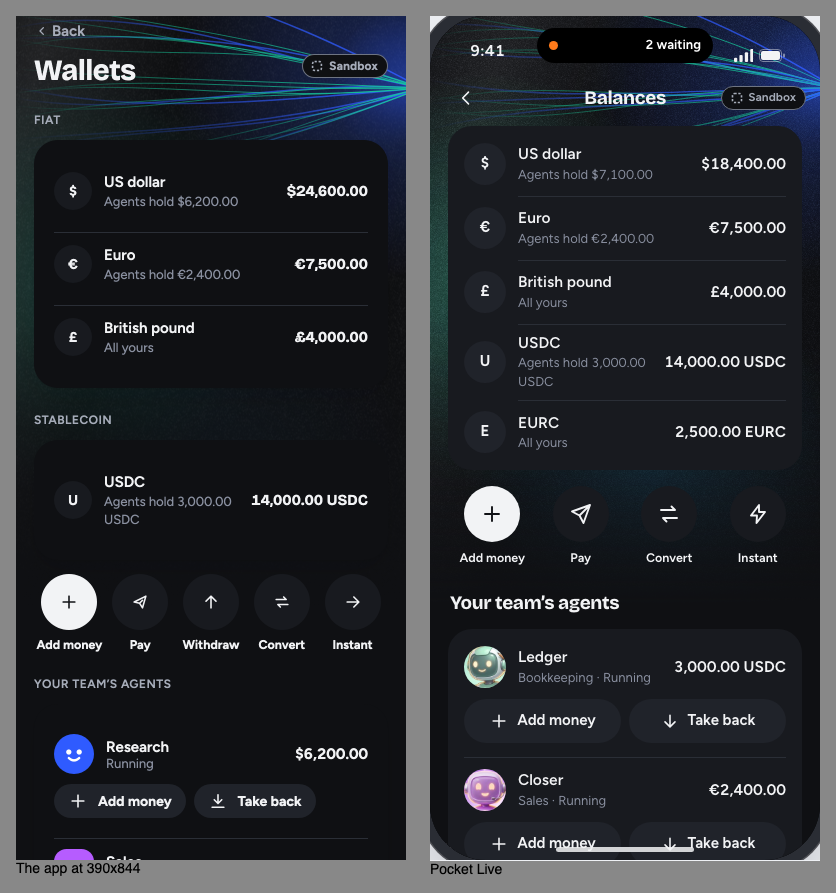 Back
Wallets
Sandbox
FIAT
$
US dollar
Agents hold $6,200.00
$24,600.00
€
Euro
Agents hold €2,400.00
€7,500.00
£
British pound
All yours
£4,000.00
STABLECOIN
U
USDC
Agents hold 3,000.00
USDC
14,000.00 USDC
Add money
Pay
Withdraw
Convert
Instant
YOUR TEAM'S AGENTS
Research
Running
$6,200.00
Add money
Take back
The app at 390x844
9:41
2 waiting
Balances
Sandbox
$
US dollar
Agents hold $7,100.00
$18,400.00
€
Euro
Agents hold €2,400.00
€7,500.00
£
British pound
All yours
£4,000.00
U
USDC
Agents hold 3,000.00
USDC
14,000.00 USDC
E
EURC
All yours
2,500.00 EURC
Add money
Pay
Convert
Instant
Your team's agents
Ledger
Bookkeeping · Running
3,000.00 USDC
Add money
Take back
Closer
Sales · Running
€2,400.00
Add money
Take back
Pocket Live